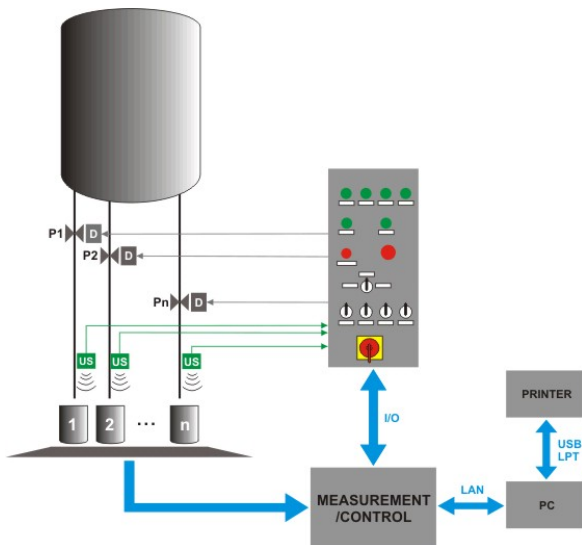 P1
D
P2
D
Pn
D
US
US
US
1
2
...
n
I/O
PRINTER
USB
LPT
MEASUREMENT
/CONTROL
LAN
PC